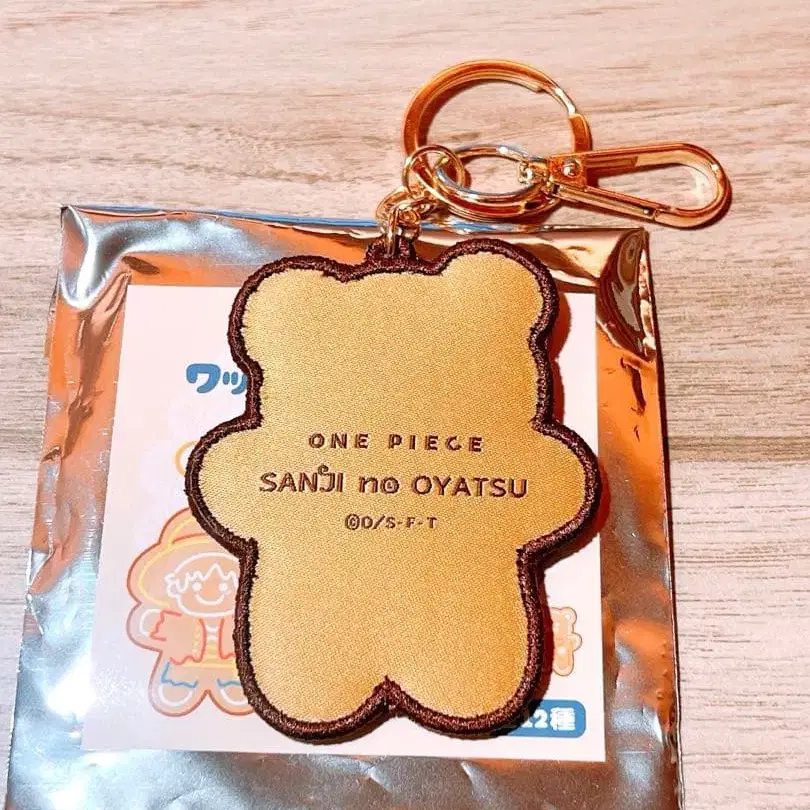 ワッ
ONE PIECE
SANJI no OYATSU
©O/S·F·T
12種